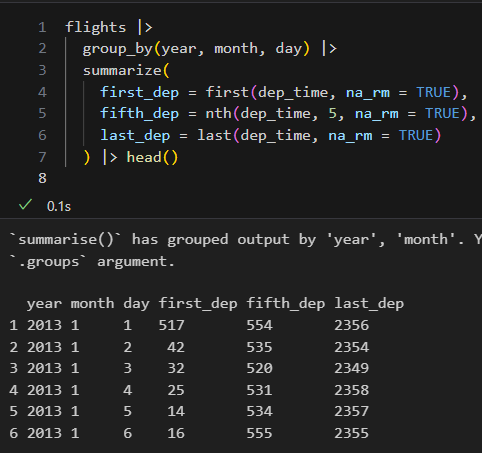 1 flights |>
2 group_by(year, month, day) |>
3 summarize(
4 first_dep = first(dep_time, na_rm = TRUE),
5 fifth_dep = nth(dep_time, 5, na_rm = TRUE),
6 last_dep = last(dep_time, na_rm = TRUE)
7 ) |> head()
8
0.1s
`summarise()` has grouped output by 'year', 'month'. Y
`.groups` argument.
year month day first_dep fifth_dep last_dep
1 2013 1 1 517 554 2356
2 2013 1 2 42 535 2354
3 2013 1 3 32 520 2349
4 2013 1 4 25 531 2358
5 2013 1 5 14 534 2357
6 2013 1 6 16 555 2355